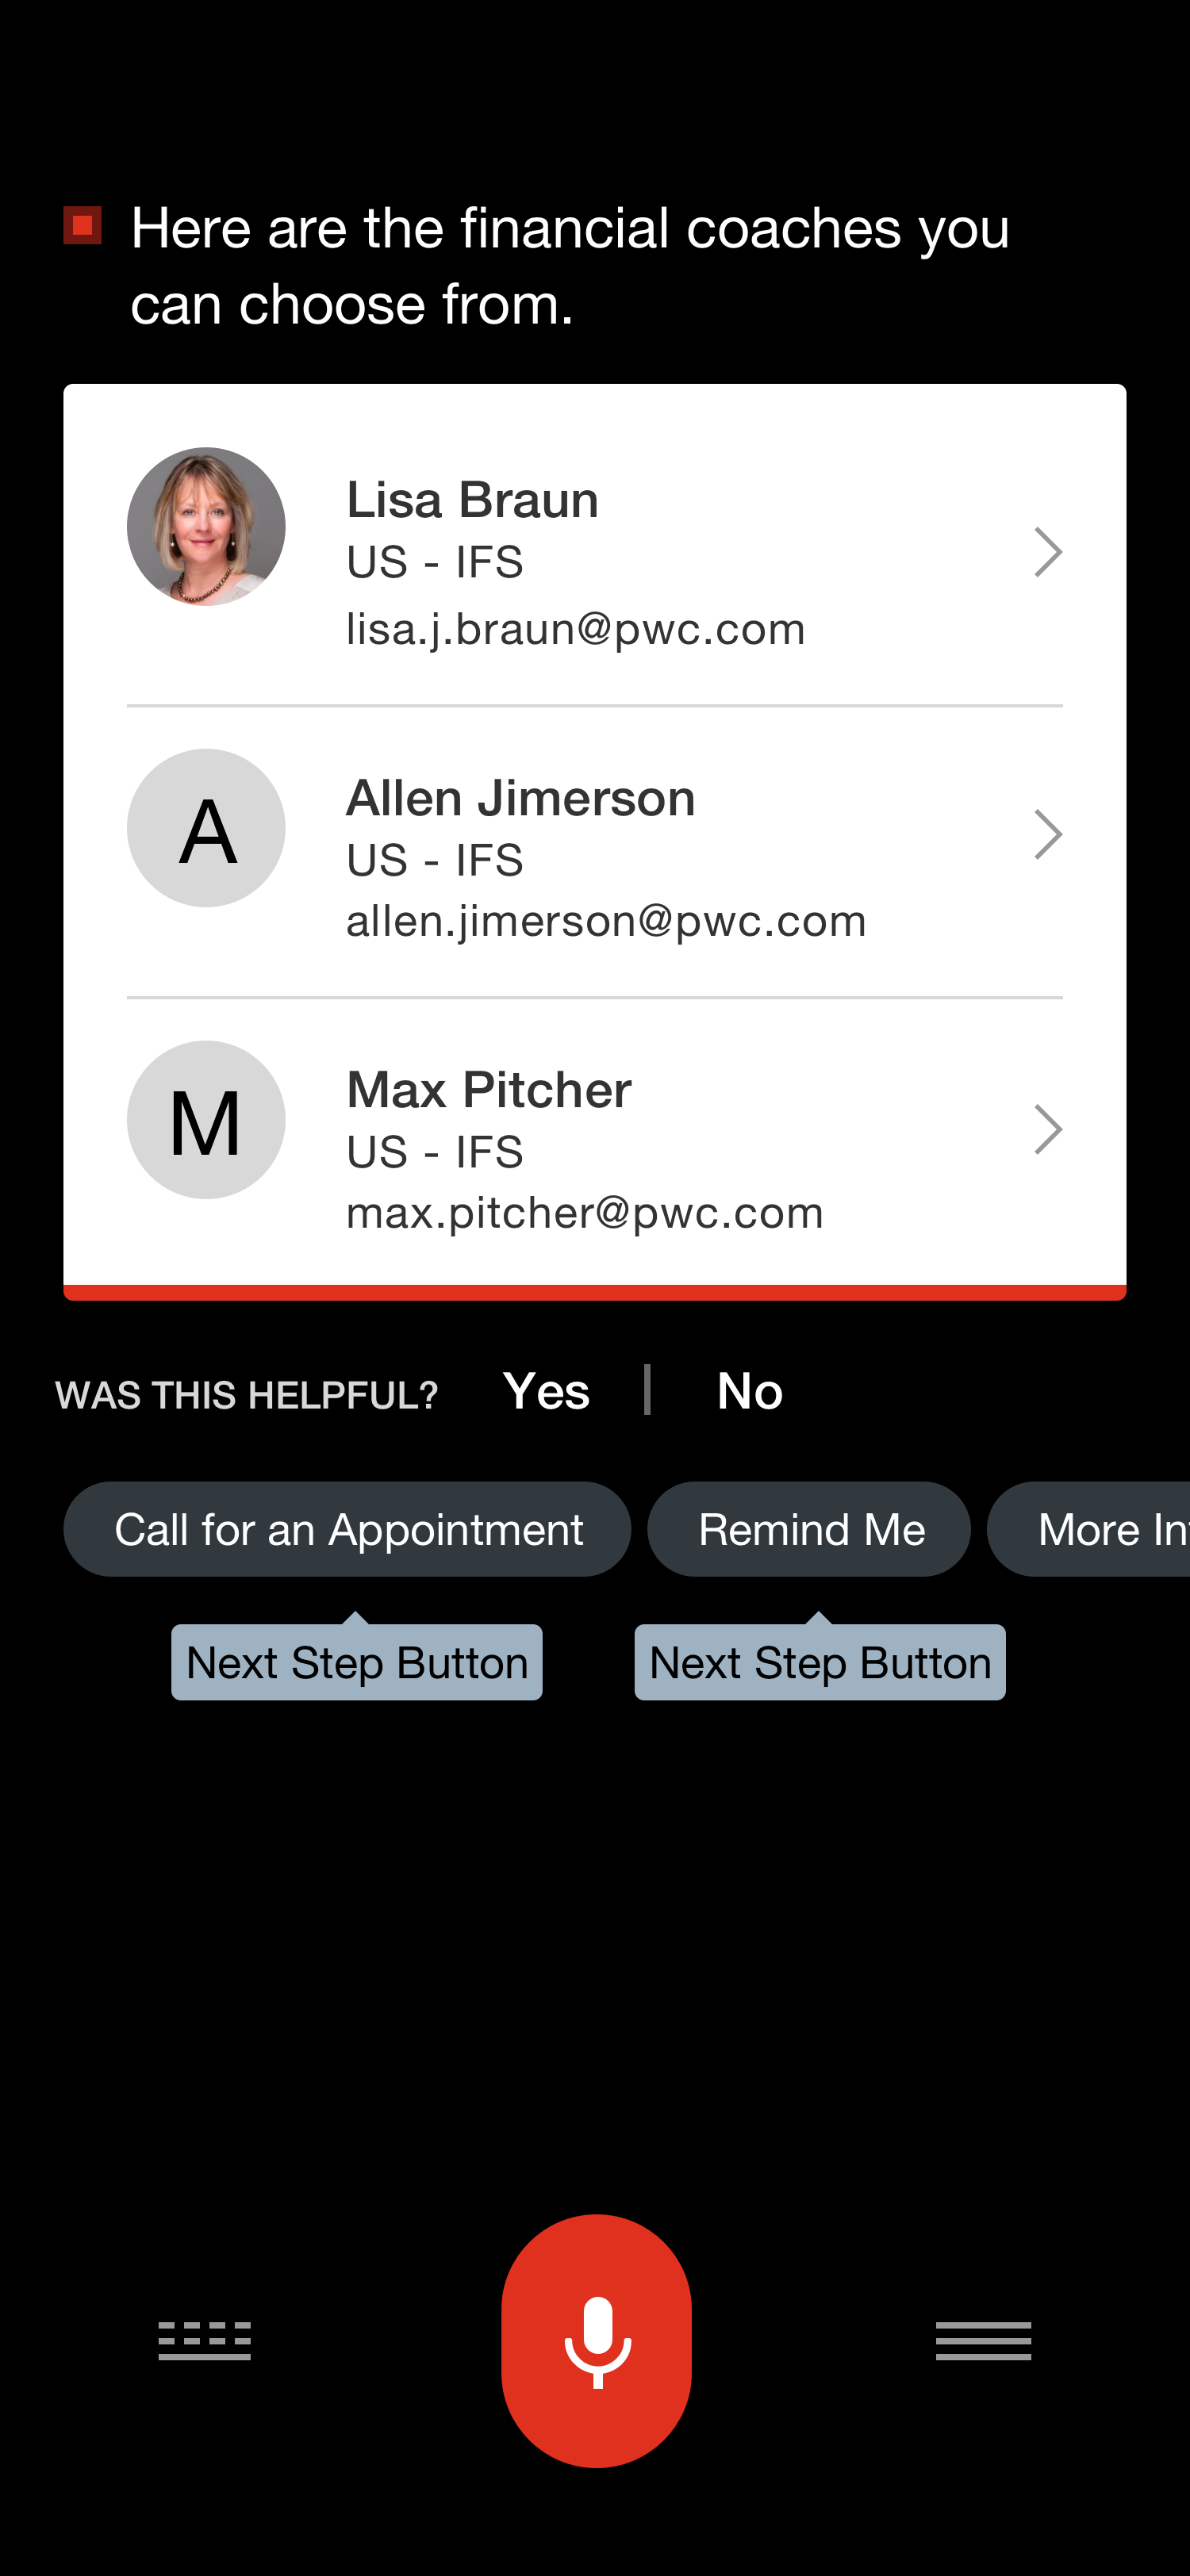 Here are the financial coaches you
can choose from.
Lisa Braun
US - IFS
lisa.j.braun@pwc.com
A
Allen Jimerson
US - IFS
allen.jimerson@pwc.com
M
Max Pitcher
US - IFS
max.pitcher@pwc.com
WAS THIS HELPFUL? Yes | No
Call for an Appointment Remind Me More
Next Step Button Next Step Button